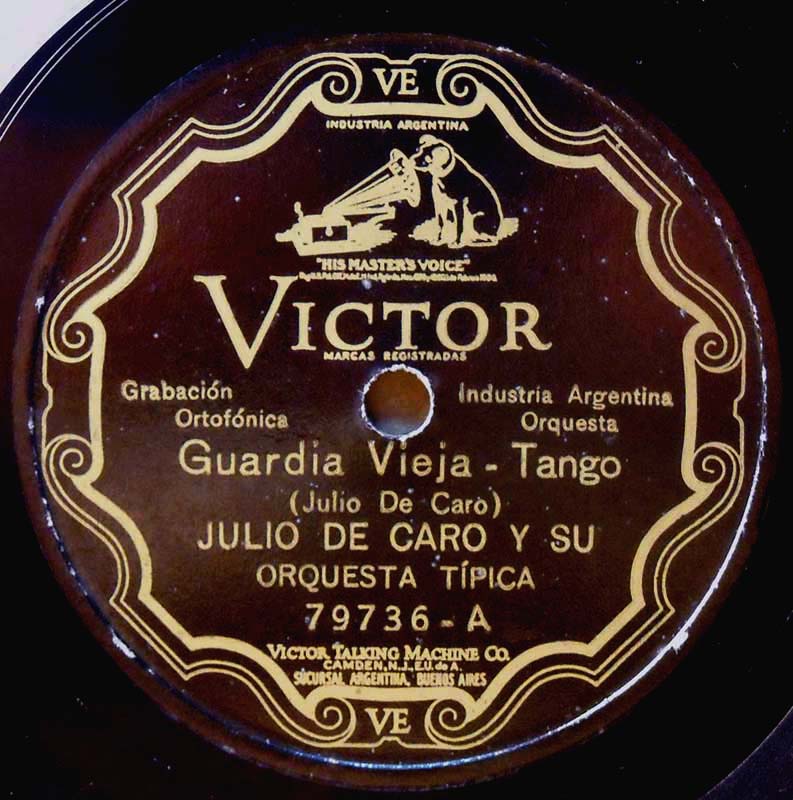 VE
INDUSTRIA ARGENTINA
"HIS MASTER'S VOICE"
VICTOR
MARCAS REGISTRADAS
Grabación
Ortofónica
Industria Argentina
Orquesta
Guardia Vieja - Tango
(Julio De Caro)
JULIO DE CARO Y SU
ORQUESTA TÍPICA
79736 - A
VICTOR TALKING MACHINE CO.
CAMDEN, N.J., E.U. de A.
SUCURSAL ARGENTINA, BUENOS AIRES
VE